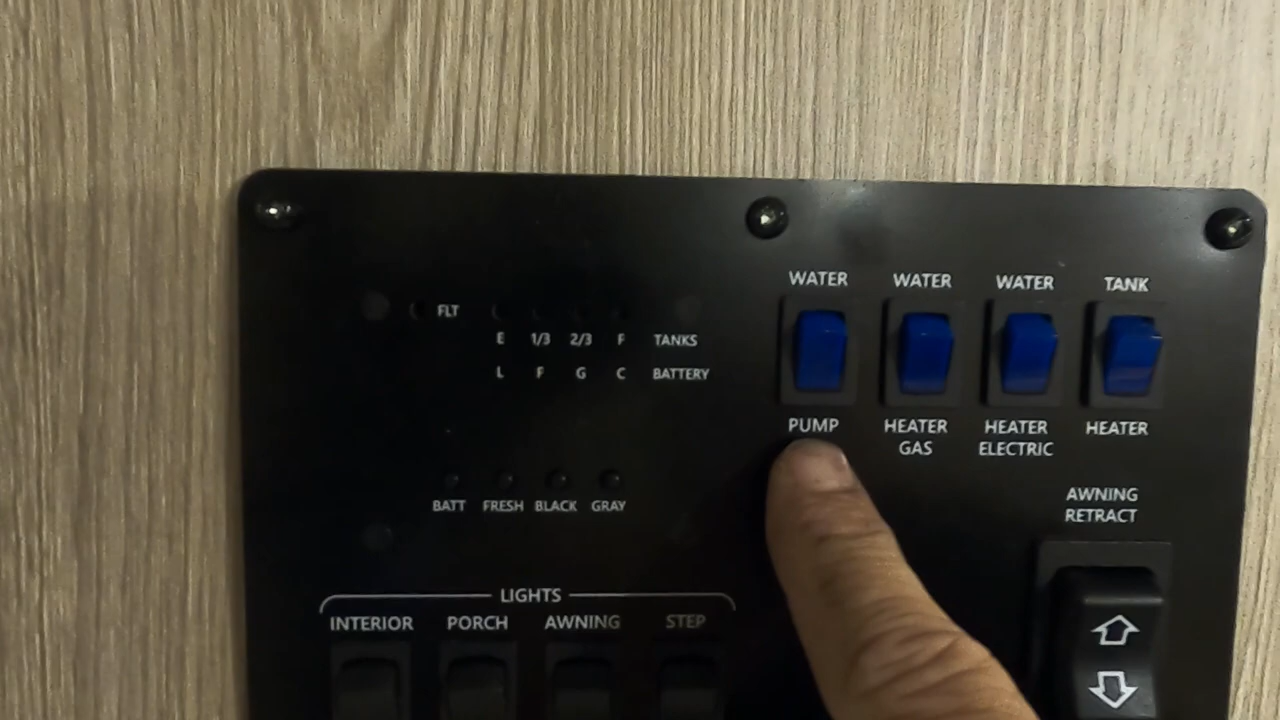 WATER WATER WATER TANK
FLT
E 1/3 2/3 F TANKS
L F G C BATTERY
PUMP HEATER GAS HEATER ELECTRIC HEATER
AWNING RETRACT
BATT FRESH BLACK GRAY
LIGHTS
INTERIOR PORCH AWNING STEP